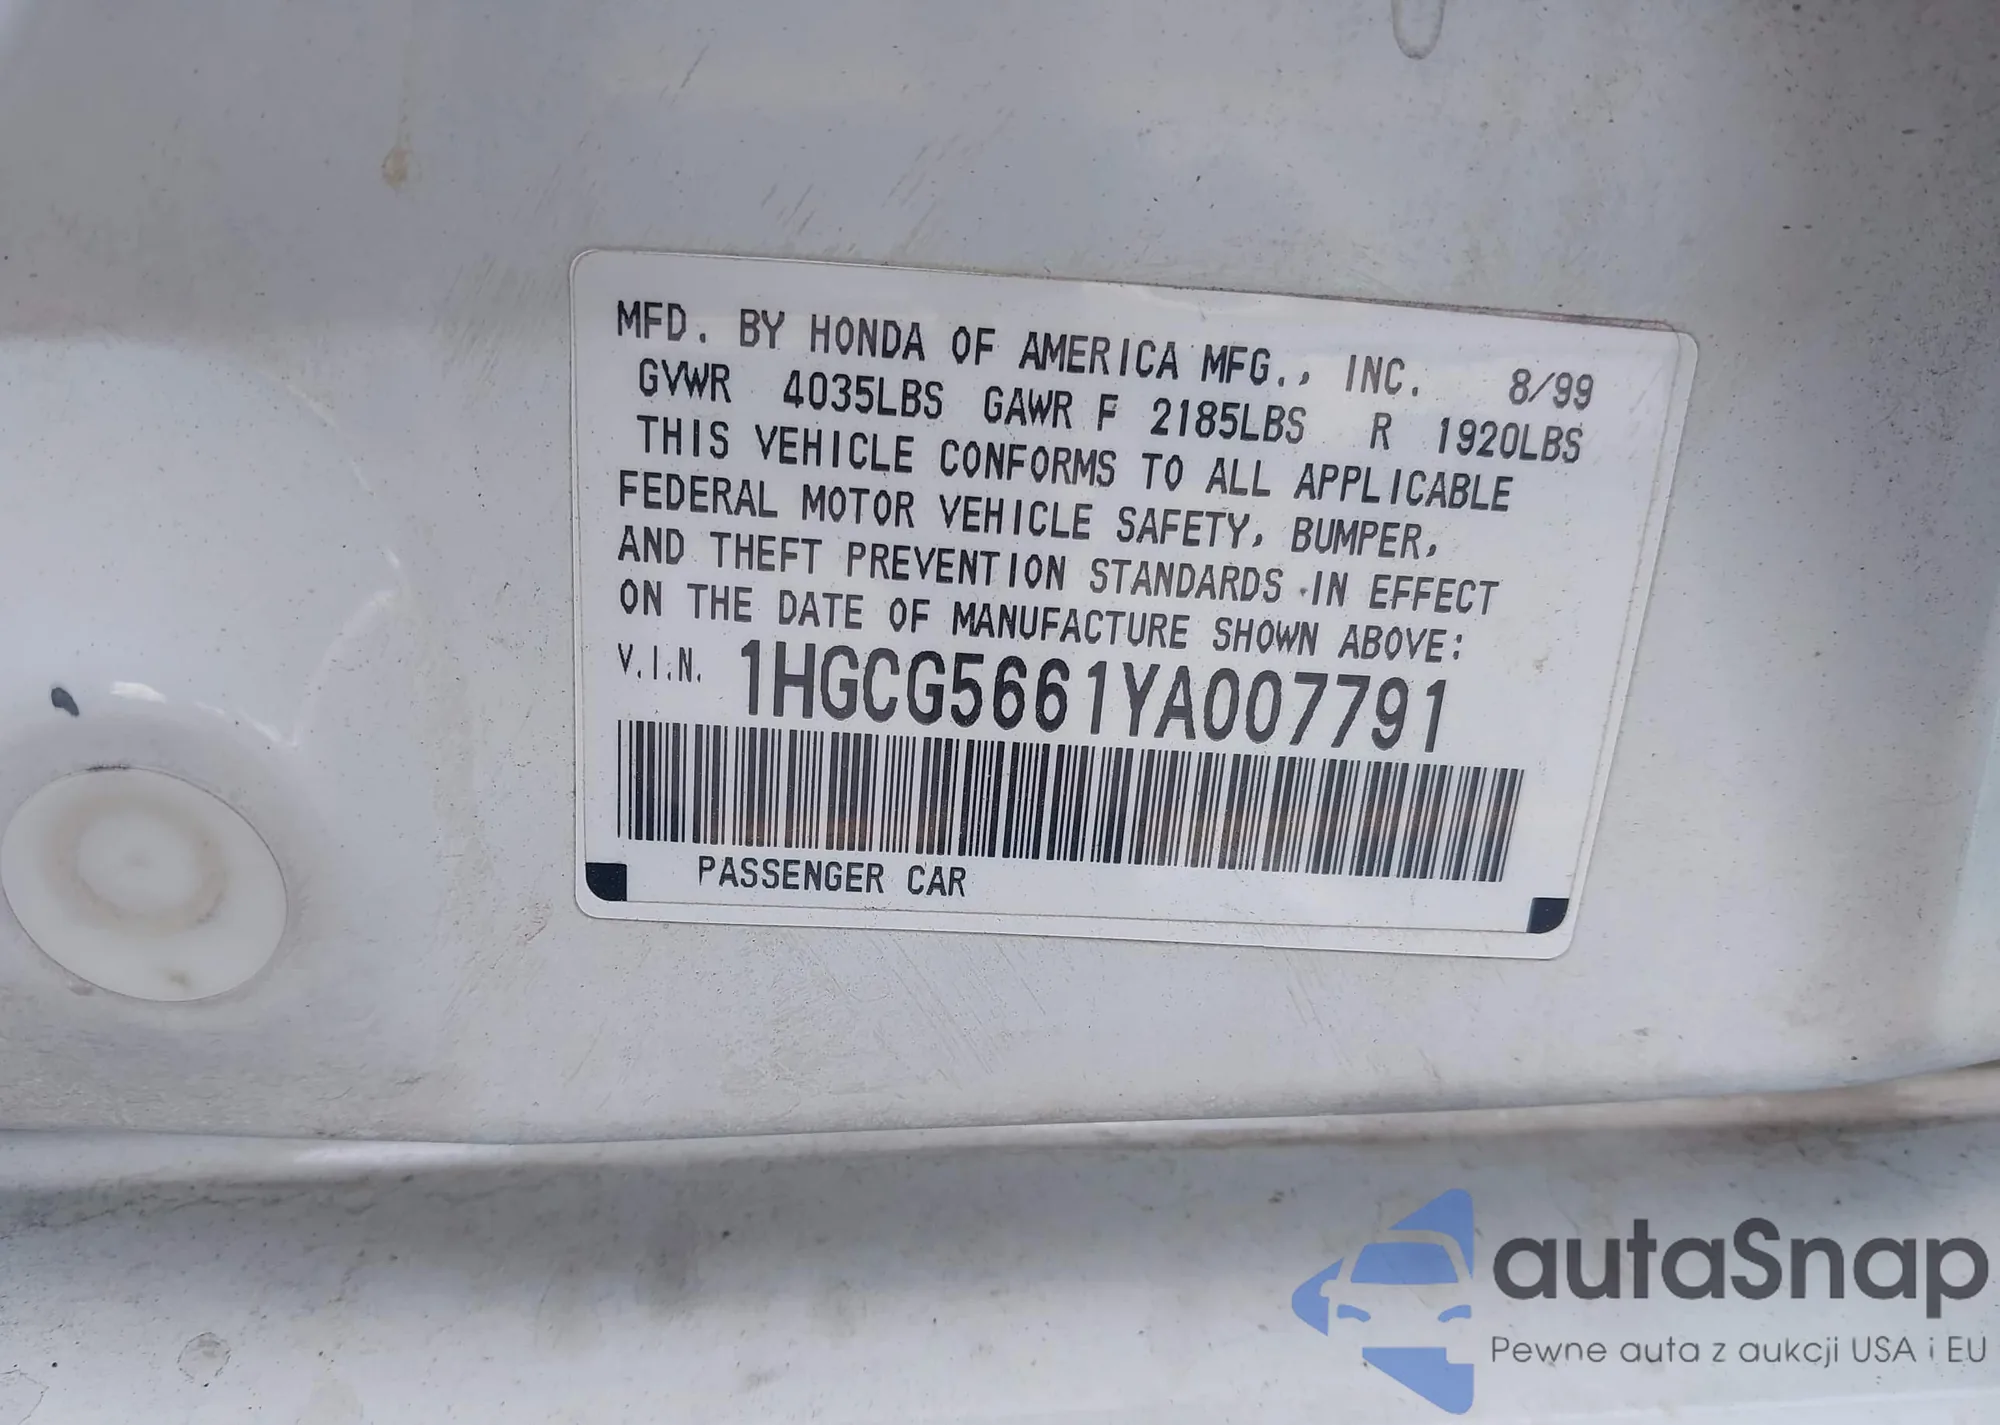 MFD. BY HONDA OF AMERICA MFG., INC. 8/99
GVWR 4035LBS GAWR F 2185LBS R 1920LBS
THIS VEHICLE CONFORMS TO ALL APPLICABLE
FEDERAL MOTOR VEHICLE SAFETY, BUMPER,
AND THEFT PREVENTION STANDARDS IN EFFECT
ON THE DATE OF MANUFACTURE SHOWN ABOVE:
V.I.N. 1HGCG5661YA007791
PASSENGER CAR
autaSnap
Pewne auta z aukcji USA i EU